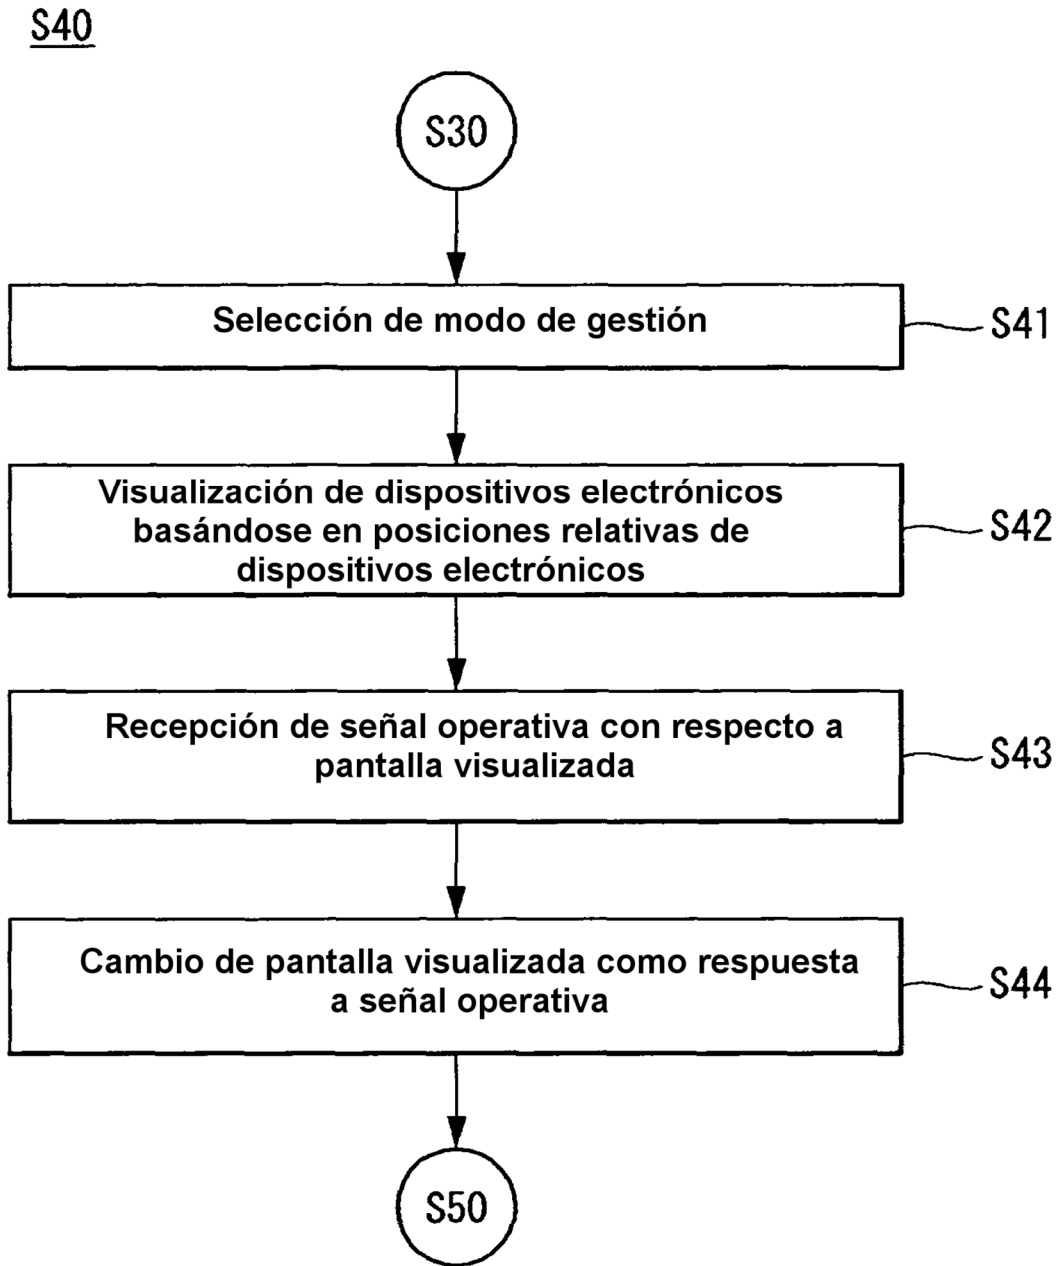 S40
S30
Selección de modo de gestión
S41
Visualización de dispositivos electrónicos
basándose en posiciones relativas de
dispositivos electrónicos
S42
Recepción de señal operativa con respecto a
pantalla visualizada
S43
Cambio de pantalla visualizada como respuesta
a señal operativa
S44
S50